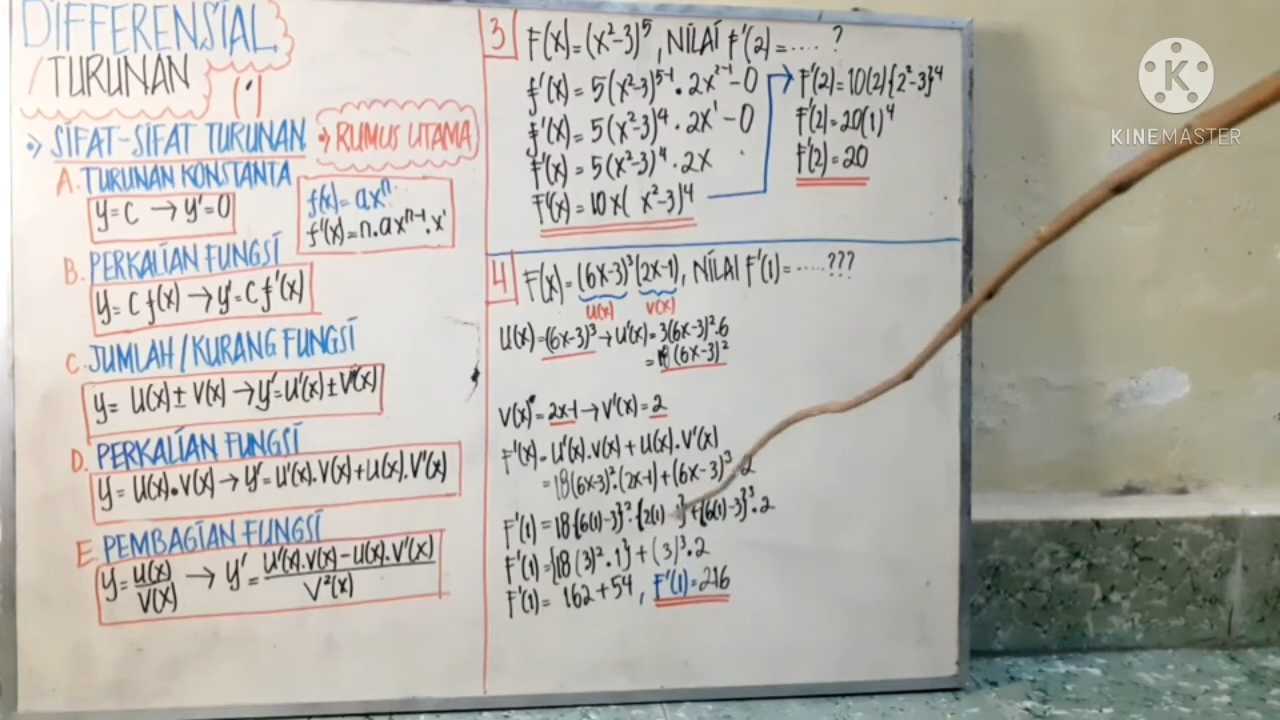 DIFFERENSIAL
/TURUNAN
(1)
SIFAT-SIFAT TURUNAN
RUMUS UTAMA
f(x) = ax^n
f'(x) = n.ax^{n-1}.x'
A. TURUNAN KONSTANTA
y = c → y' = 0
B. PERKALIAN FUNGSI
y = C f(x) → y' = C f'(x)
C. JUMLAH/KURANG FUNGSI
y = U(x) ± V(x) → y' = U'(x) ± V'(x)
D. PERKALIAN FUNGSI
y = U(x).V(x) → y' = U'(x).V(x) + U(x).V'(x)
E. PEMBAGIAN FUNGSI
y = U(x)/V(x) → y' = U'(x).V(x) - U(x).V'(x) / V²(x)
3 F(x) = (x²-3)⁵, NILAI F'(2) = ..... ?
f'(x) = 5(x²-3)^{5-1} . 2x^{2-1} - 0
f'(x) = 5(x²-3)⁴ . 2x¹ - 0
F'(x) = 5(x²-3)⁴ . 2x
F'(x) = 10x(x²-3)⁴
F'(2) = 10(2){2²-3}⁴
F'(2) = 20(1)⁴
F'(2) = 20
4 F(x) = (6x-3)³(2x-1), NILAI F'(1) = .....???
U(x) V(x)
U(x) = (6x-3)³ → U'(x) = 3(6x-3)².6
= 18(6x-3)²
V(x) = 2x-1 → V'(x) = 2
F'(x) = U'(x).V(x) + U(x).V'(x)
= 18(6x-3)².(2x-1) + (6x-3)³.2
F'(1) = 18{6(1)-3}².{2(1) 1} + {6(1)-3}³.2
F'(1) = {18(3)².1} + (3)³.2
F'(1) = 162 + 54, F'(1) = 216
KINEMASTER